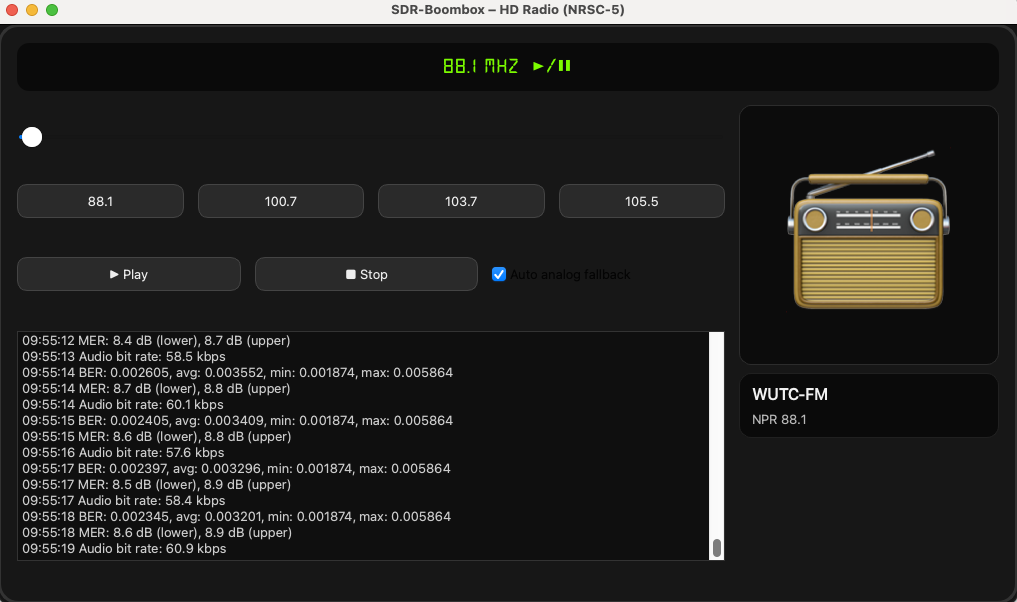 SDR-Boombox – HD Radio (NRSC-5)
88.1 MHZ ►/❚❚
88.1
100.7
103.7
105.5
► Play
■ Stop
Auto analog fallback
09:55:12 MER: 8.4 dB (lower), 8.7 dB (upper)
09:55:13 Audio bit rate: 58.5 kbps
09:55:14 BER: 0.002605, avg: 0.003552, min: 0.001874, max: 0.005864
09:55:14 MER: 8.7 dB (lower), 8.8 dB (upper)
09:55:14 Audio bit rate: 60.1 kbps
09:55:15 BER: 0.002405, avg: 0.003409, min: 0.001874, max: 0.005864
09:55:15 MER: 8.6 dB (lower), 8.8 dB (upper)
09:55:16 Audio bit rate: 57.6 kbps
09:55:17 BER: 0.002397, avg: 0.003296, min: 0.001874, max: 0.005864
09:55:17 MER: 8.5 dB (lower), 8.9 dB (upper)
09:55:17 Audio bit rate: 58.4 kbps
09:55:18 BER: 0.002345, avg: 0.003201, min: 0.001874, max: 0.005864
09:55:18 MER: 8.6 dB (lower), 8.9 dB (upper)
09:55:19 Audio bit rate: 60.9 kbps
WUTC-FM
NPR 88.1